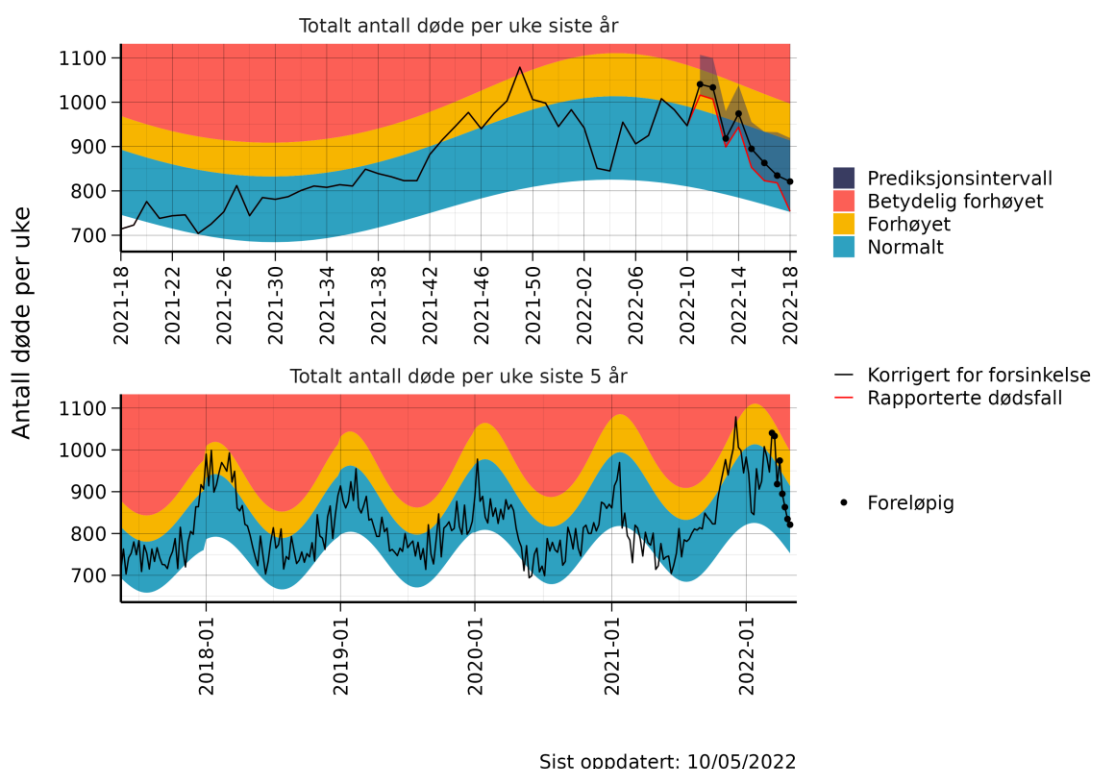 Totalt antall døde per uke siste år
1100
1000
900
800
700
2021-18
2021-22
2021-26
2021-30
2021-34
2021-38
2021-42
2021-46
2021-50
2022-02
2022-06
2022-10
2022-14
2022-18
Antall døde per uke
Totalt antall døde per uke siste 5 år
1100
1000
900
800
700
2018-01
2019-01
2020-01
2021-01
2022-01
Prediksjonsintervall
Betydelig forhøyet
Forhøyet
Normalt
Korrigert for forsinkelse
Rapporterte dødsfall
Foreløpig
Sist oppdatert: 10/05/2022